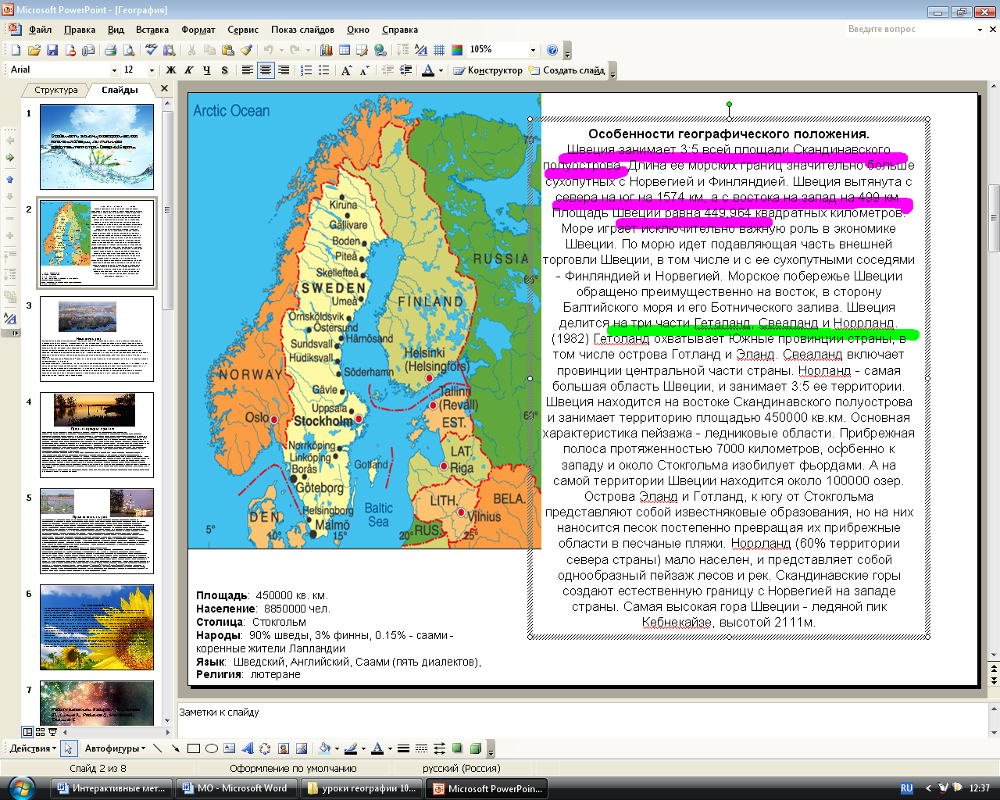 Microsoft PowerPoint - [География]
Файл Правка Вид Вставка Формат Сервис Показ слайдов Окно Справка
Введите вопрос
105%
Arial 12 Ж К Ч S Конструктор Создать слайд
Структура Слайды
1
2
3
4
5
6
7
Arctic Ocean
Kiruna
Gällivare
Boden
Piteå
Skellefteå
SWEDEN
Umeå
Ornsköldsvik
Östersund
Härnösand
Sundsvall
Hudiksvall
Söderhamn
Gävle
Uppsala
Stockholm
Norrköping
Linköping
Borås
Göteborg
Gotland
Helsingborg
Malmö
NORWAY
Oslo
FINLAND
Helsinki
(Helsingfors)
RUSSIA
Tallinn
(Revall)
EST.
LAT.
Riga
LITH.
Vilnius
BELA.
RUS.
DEN.
Baltic
Sea
5° 10° 15° 20° 25°
70°
65°
60°
Особенности географического положения.
Швеция занимает 3:5 всей площади Скандинавского
полуострова. Длина ее морских границ значительно больше
сухопутных с Норвегией и Финляндией. Швеция вытянута с
севера на юг на 1574 км, а с востока на запад на 499 км.
Площадь Швеции равна 449,964 квадратных километров.
Море играет исключительно важную роль в экономике
Швеции. По морю идет подавляющая часть внешней
торговли Швеции, в том числе и с ее сухопутными соседями
- Финляндией и Норвегией. Морское побережье Швеции
обращено преимущественно на восток, в сторону
Балтийского моря и его Ботнического залива. Швеция
делится на три части Геталанд, Свеаланд и Норрланд.
(1982) Гетоланд охватывает Южные провинции страны, в
том числе острова Готланд и Эланд. Свеаланд включает
провинции центральной части страны. Норланд - самая
большая область Швеции, и занимает 3:5 ее территории.
Швеция находится на востоке Скандинавского полуострова
и занимает территорию площадью 450000 кв.км. Основная
характеристика пейзажа - ледниковые области. Прибрежная
полоса протяженностью 7000 километров, особенно к
западу и около Стокгольма изобилует фьордами. А на
самой территории Швеции находится около 100000 озер.
Острова Эланд и Готланд, к югу от Стокгольма
представляют собой известняковые образования, но на них
наносится песок постепенно превращая их прибрежные
области в песчаные пляжи. Норрланд (60% территории
севера страны) мало населен, и представляет собой
однообразный пейзаж лесов и рек. Скандинавские горы
создают естественную границу с Норвегией на западе
страны. Самая высокая гора Швеции - ледяной пик
Кебнекайзе, высотой 2111м.
Площадь: 450000 кв. км.
Население: 8850000 чел.
Столица: Стокгольм
Народы: 90% шведы, 3% финны, 0.15% - саами -
коренные жители Лапландии
Язык: Шведский, Английский, Саами (пять диалектов),
Религия: лютеране
Заметки к слайду
Действия Автофигуры
Слайд 2 из 8 Оформление по умолчанию русский (Россия)
Интерактивные мет... МО - Microsoft Word уроки географии 10... Microsoft PowerPoin... RU 12:37